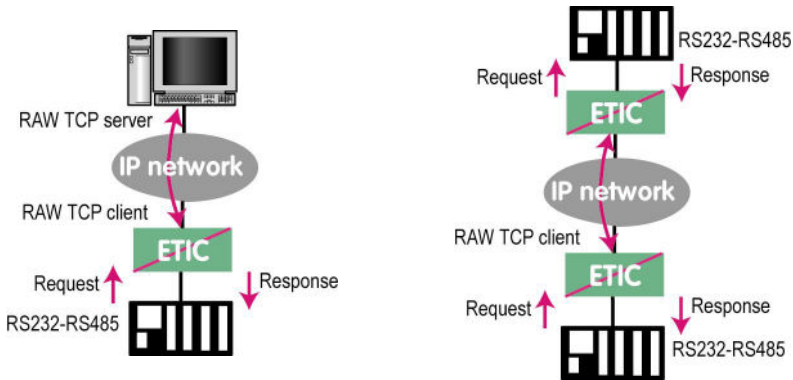 RAW TCP server
IP network
RAW TCP client
ETIC
Request
Response
RS232-RS485
RS232-RS485
Request
Response
ETIC
IP network
RAW TCP client
ETIC
Request
Response
RS232-RS485